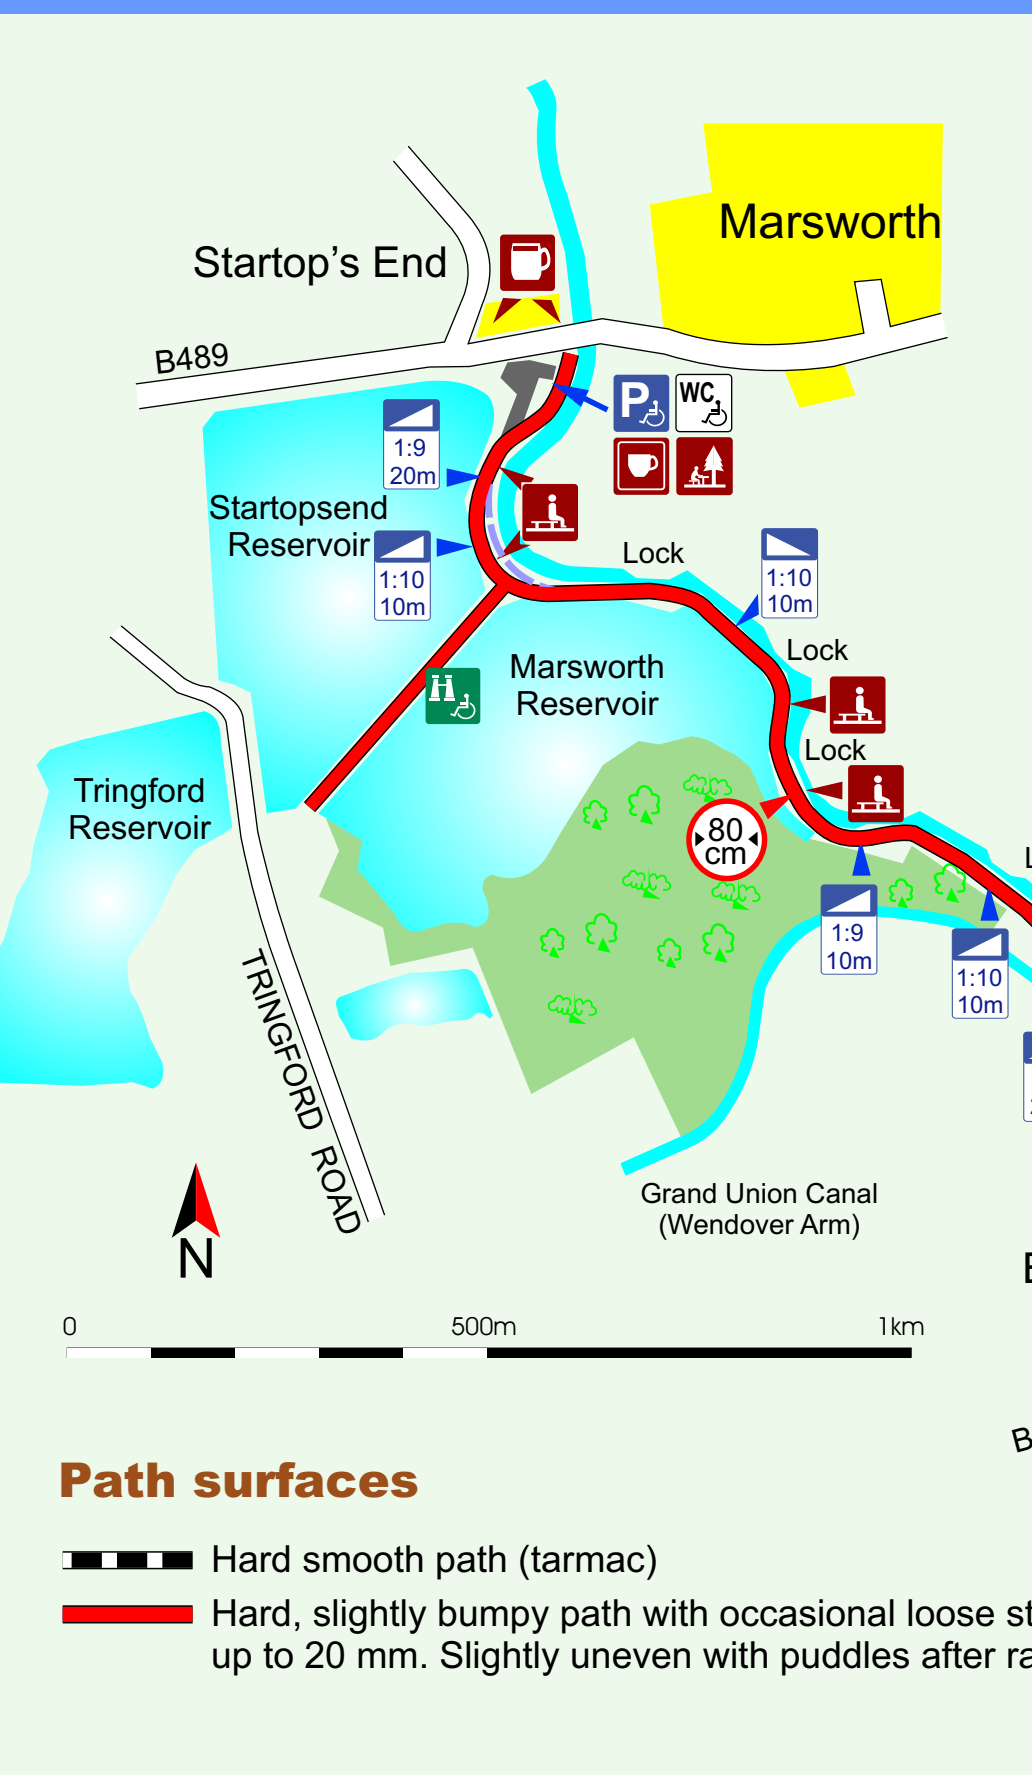 Marsworth
Startop's End
B489
P
WC
1:9
20m
Startopsend
Reservoir
1:10
10m
Lock
1:10
10m
Lock
Marsworth
Reservoir
Lock
Tringford
Reservoir
80
cm
1:9
10m
1:10
10m
TRINGFORD ROAD
N
Grand Union Canal
(Wendover Arm)
0 500m 1km
Path surfaces
Hard smooth path (tarmac)
Hard, slightly bumpy path with occasional loose
up to 20 mm. Slightly uneven with puddles after